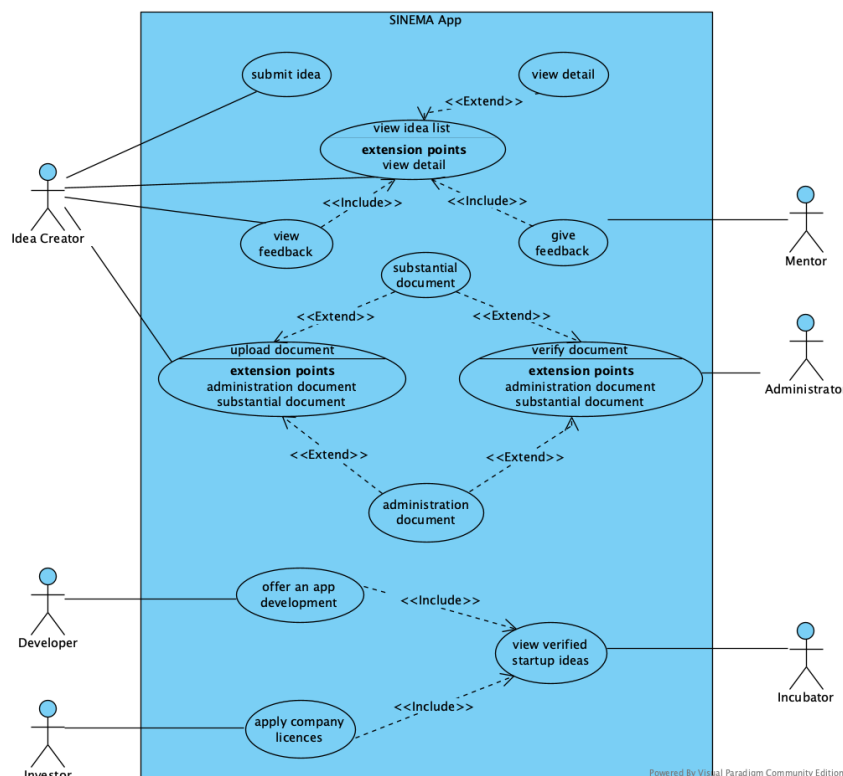 SINEMA App
submit idea
view detail
<<Extend>>
view idea list
extension points
view detail
<<Include>>
<<Include>>
Idea Creator
view
feedback
give
feedback
Mentor
substantial
document
<<Extend>>
<<Extend>>
upload document
extension points
administration document
substantial document
verify document
extension points
administration document
substantial document
Administrato
<<Extend>>
<<Extend>>
administration
document
offer an app
development
<<Include>>
Developer
view verified
startup ideas
Incubator
<<Include>>
apply company
licences
Investor
Powered By Visual Paradigm Community Edition